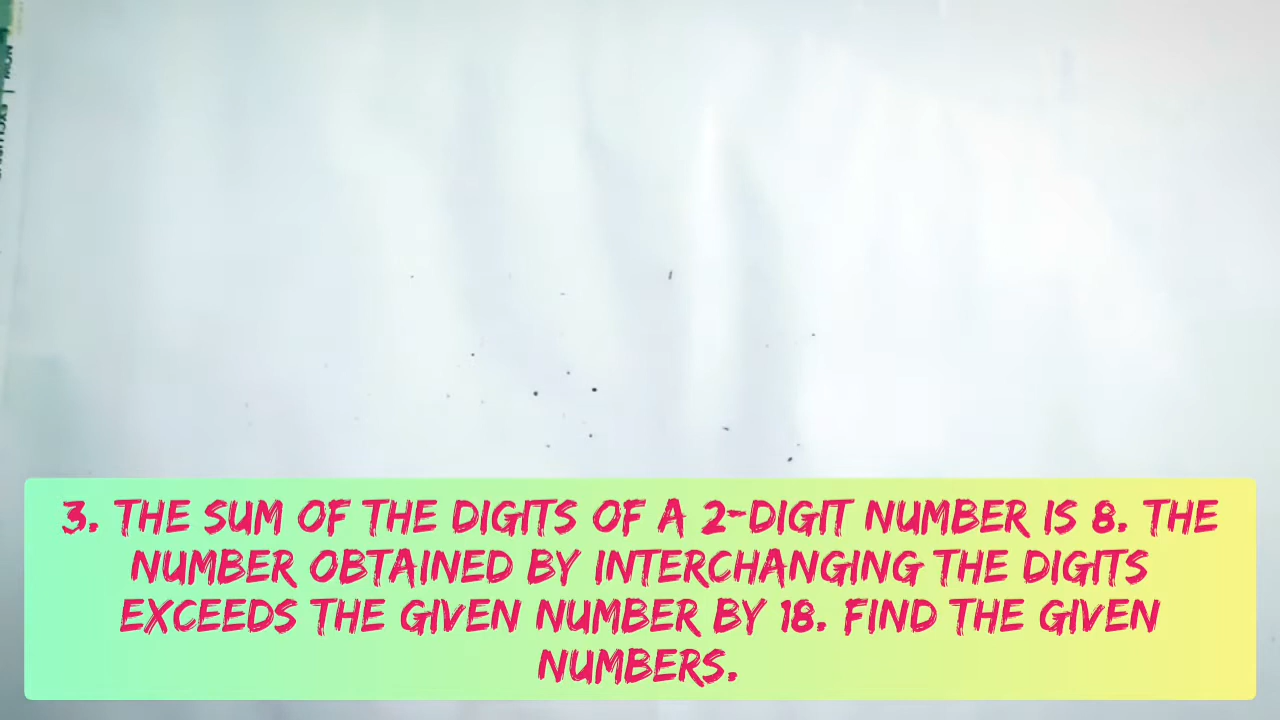 3. THE SUM OF THE DIGITS OF A 2-DIGIT NUMBER IS 8. THE
NUMBER OBTAINED BY INTERCHANGING THE DIGITS
EXCEEDS THE GIVEN NUMBER BY 18. FIND THE GIVEN
NUMBERS.